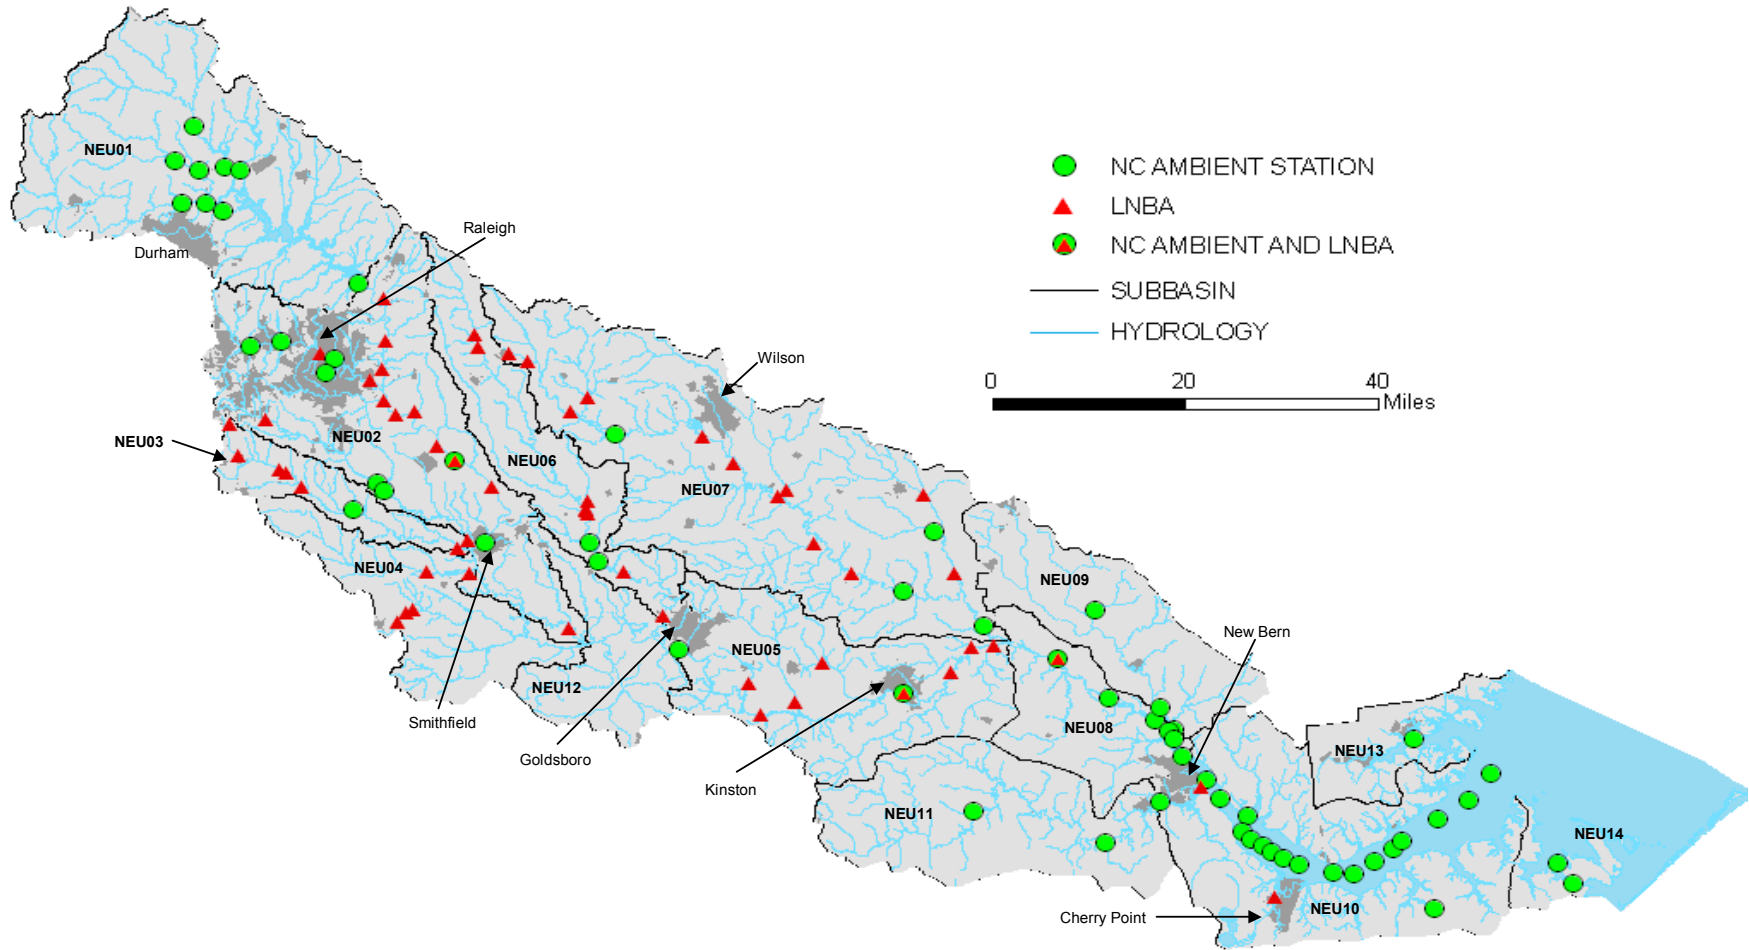 NEU01
Durham
Raleigh
NC AMBIENT STATION
LNBA
NC AMBIENT AND LNBA
SUBBASIN
HYDROLOGY
0 20 40
Miles
Wilson
NEU03
NEU02
NEU06
NEU07
NEU04
NEU09
NEU05
NEU12
New Bern
Smithfield
Goldsboro
Kinston
NEU08
NEU13
NEU11
NEU14
NEU10
Cherry Point